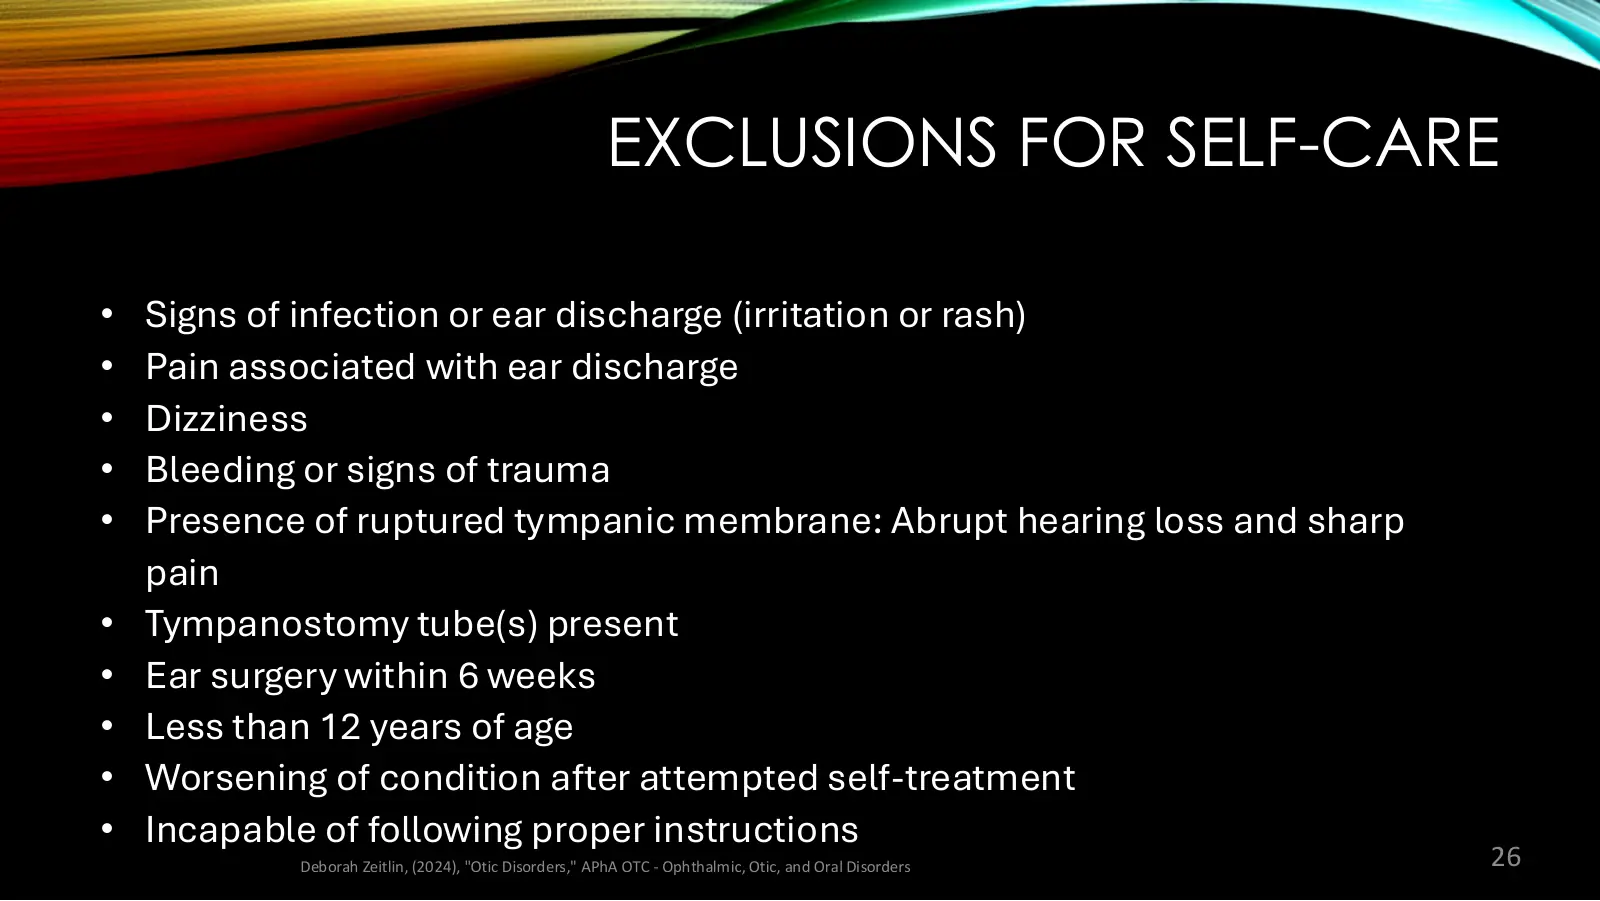 EXCLUSIONS FOR SELF-CARE
• Signs of infection or ear discharge (irritation or rash)
• Pain associated with ear discharge
• Dizziness
• Bleeding or signs of trauma
• Presence of ruptured tympanic membrane: Abrupt hearing loss and sharp
pain
• Tympanostomy tube(s) present
• Ear surgery within 6 weeks
• Less than 12 years of age
• Worsening of condition after attempted self-treatment
• Incapable of following proper instructions
Deborah Zeitlin, (2024), "Otic Disorders," APhA OTC - Ophthalmic, Otic, and Oral Disorders
26